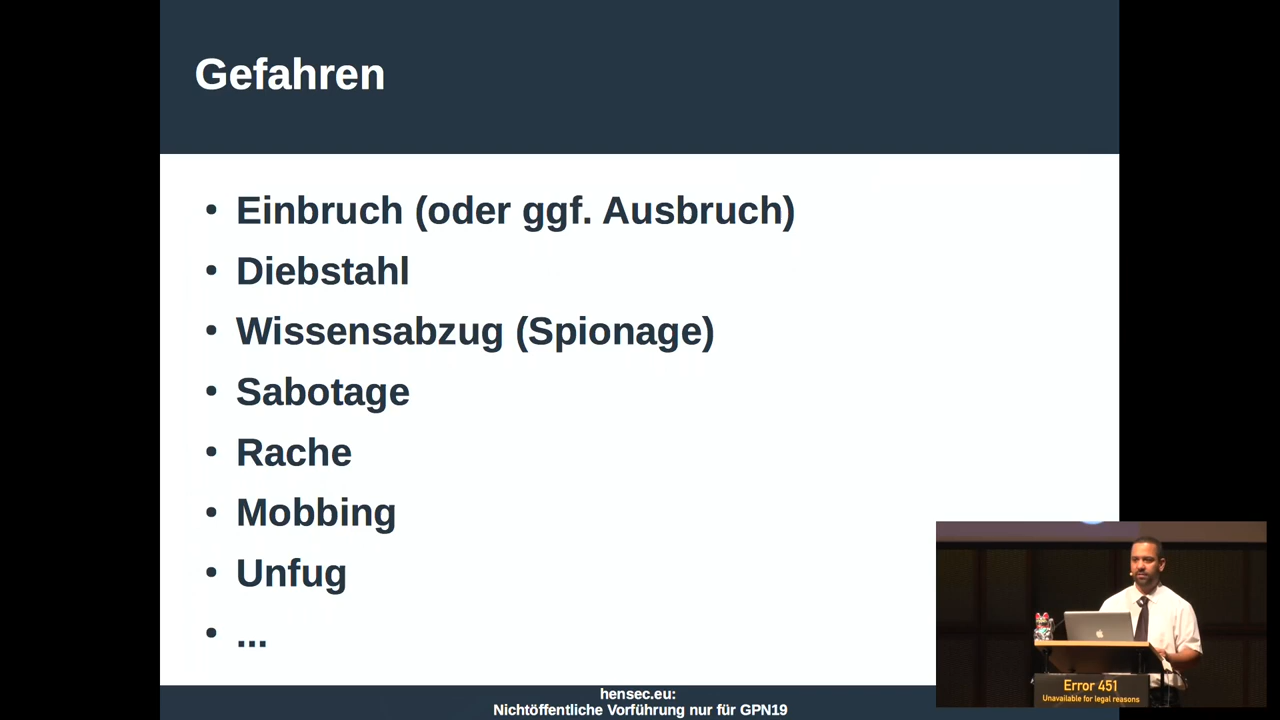 Gefahren
• Einbruch (oder ggf. Ausbruch)
• Diebstahl
• Wissensabzug (Spionage)
• Sabotage
• Rache
• Mobbing
• Unfug
• ...
hensec.eu:
Nichtöffentliche Vorführung nur für GPN19
Error 451
Unavailable for legal reasons